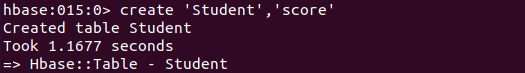 hbase:015:0> create 'Student','score'
Created table Student
Took 1.1677 seconds
=> Hbase::Table - Student